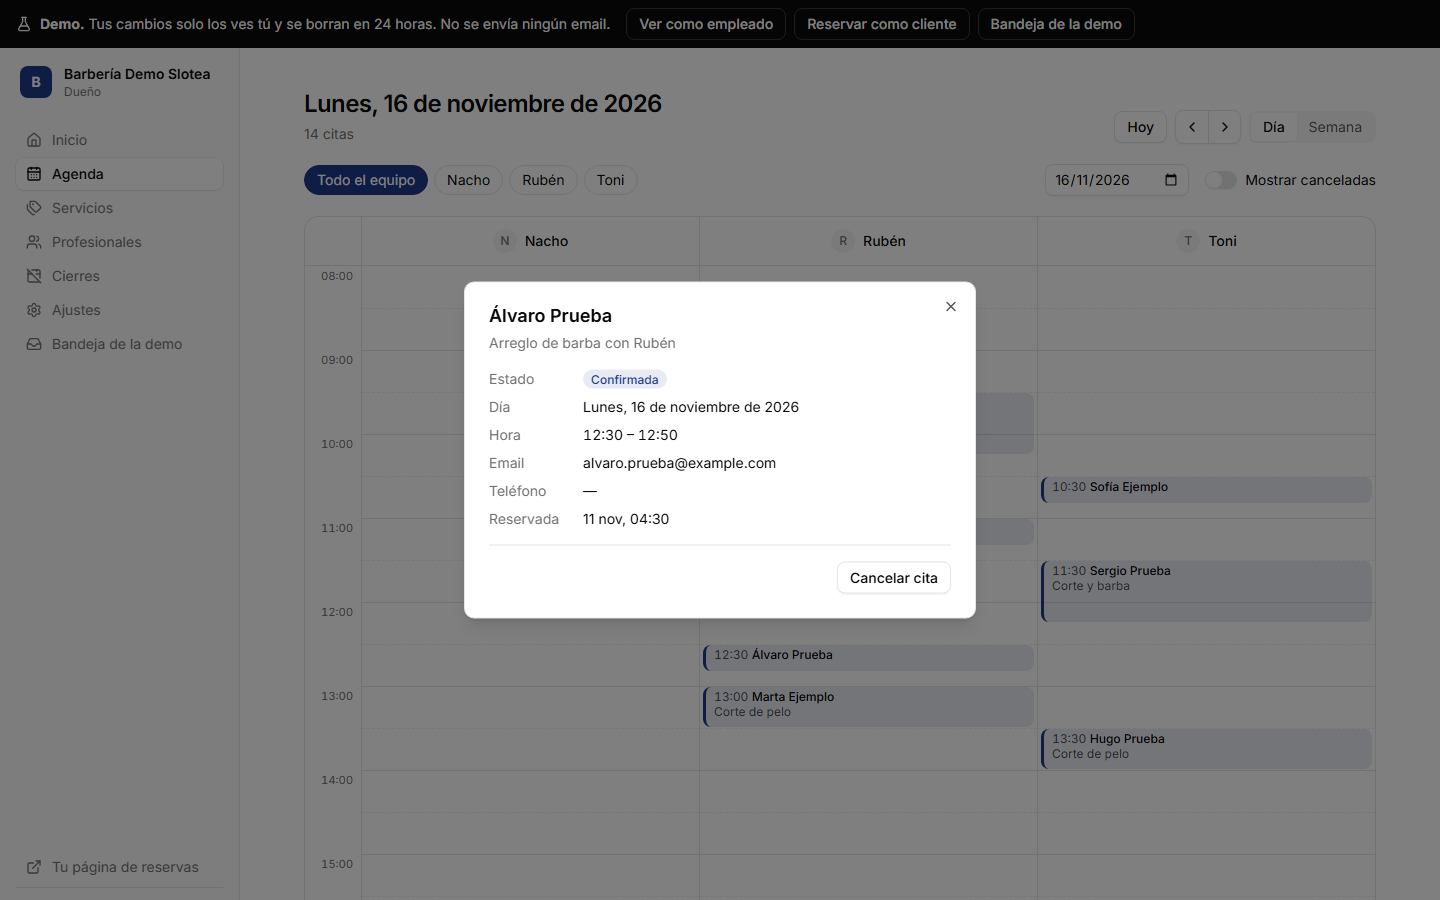 Demo. Tus cambios solo los ves tú y se borran en 24 horas. No se envía ningún email.
Ver como empleado
Reservar como cliente
Bandeja de la demo
B
Barbería Demo Slotea
Dueño
Inicio
Agenda
Servicios
Profesionales
Cierres
Ajustes
Bandeja de la demo
Tu página de reservas
Lunes, 16 de noviembre de 2026
14 citas
Hoy
Día
Semana
Todo el equipo
Nacho
Rubén
Toni
16/11/2026
Mostrar canceladas
N Nacho
R Rubén
T Toni
08:00
09:00
10:00
11:00
12:00
13:00
14:00
15:00
Álvaro Prueba
Arreglo de barba con Rubén
Estado Confirmada
Día Lunes, 16 de noviembre de 2026
Hora 12:30 – 12:50
Email alvaro.prueba@example.com
Teléfono —
Reservada 11 nov, 04:30
Cancelar cita
12:30 Álvaro Prueba
13:00 Marta Ejemplo
Corte de pelo
10:30 Sofía Ejemplo
11:30 Sergio Prueba
Corte y barba
13:30 Hugo Prueba
Corte de pelo